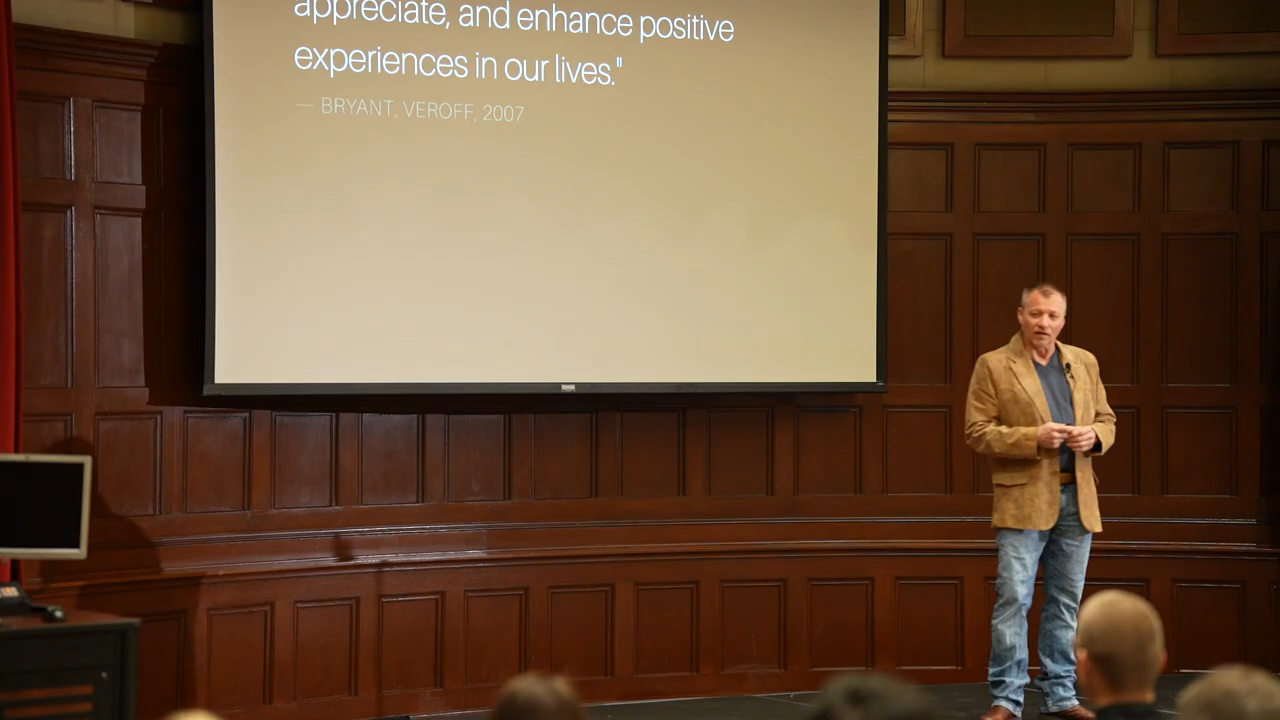 appreciate, and enhance positive
experiences in our lives."
— BRYANT, VEROFF, 2007